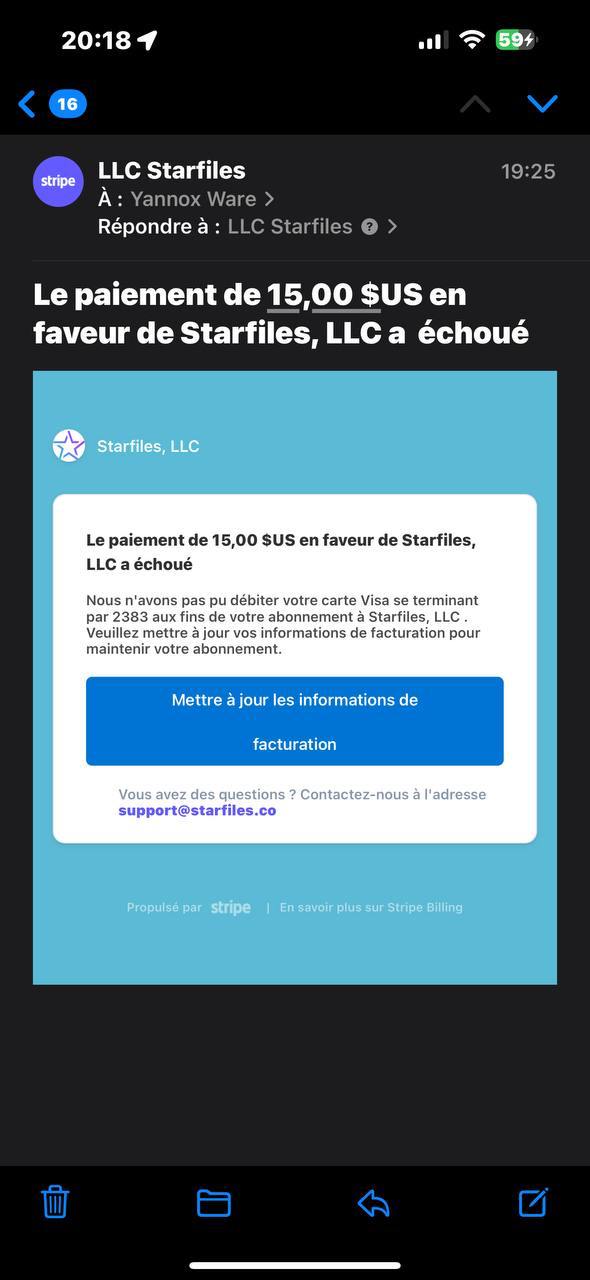 20:18
59
16
stripe
LLC Starfiles
19:25
À : Yannox Ware >
Répondre à : LLC Starfiles ? >
Le paiement de 15,00 $US en
faveur de Starfiles, LLC a échoué
Starfiles, LLC
Le paiement de 15,00 $US en faveur de Starfiles,
LLC a échoué
Nous n'avons pas pu débiter votre carte Visa se terminant
par 2383 aux fins de votre abonnement à Starfiles, LLC .
Veuillez mettre à jour vos informations de facturation pour
maintenir votre abonnement.
Mettre à jour les informations de
facturation
Vous avez des questions ? Contactez-nous à l'adresse
support@starfiles.co
Propulsé par stripe | En savoir plus sur Stripe Billing